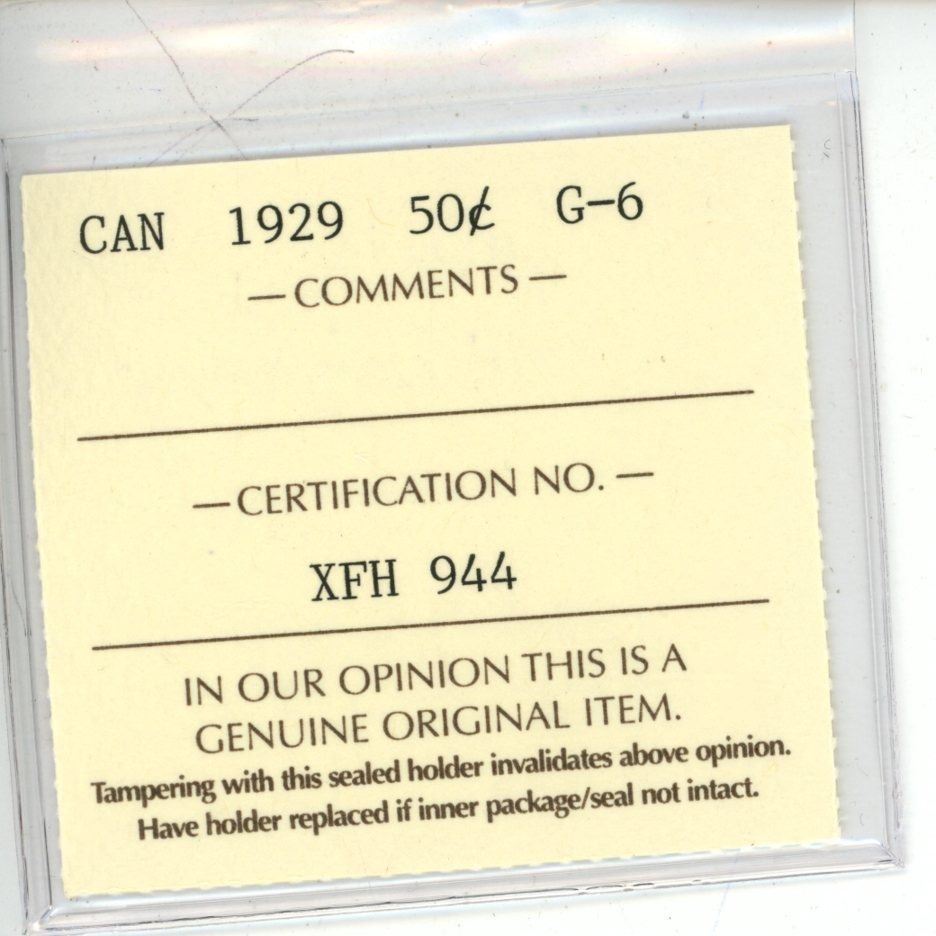 CAN 1929 50¢ G-6
— COMMENTS —
— CERTIFICATION NO. —
XFH 944
IN OUR OPINION THIS IS A
GENUINE ORIGINAL ITEM.
Tampering with this sealed holder invalidates above opinion.
Have holder replaced if inner package/seal not intact.